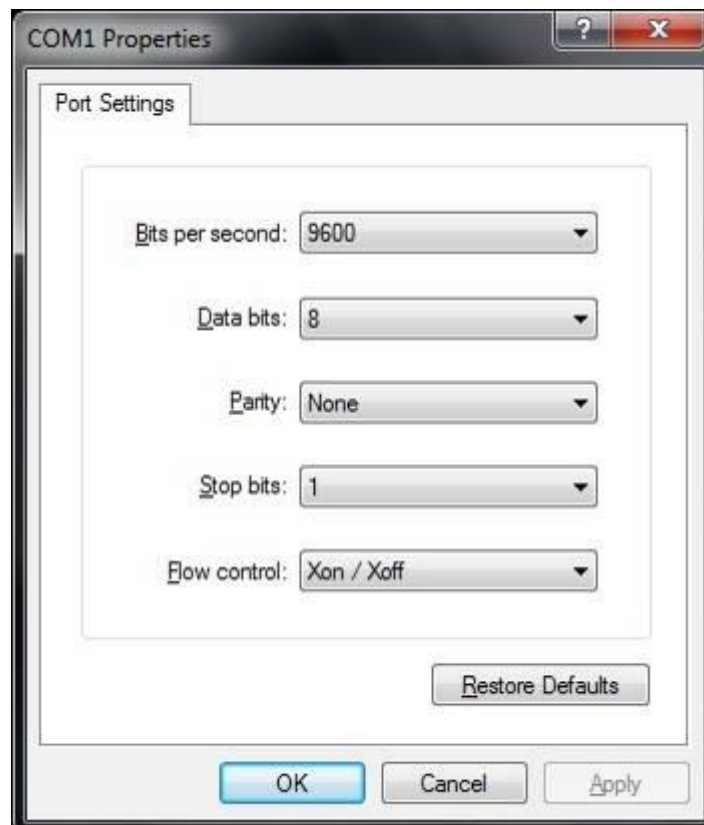 COM1 Properties
?
Port Settings
Bits per second: 9600
Data bits: 8
Parity: None
Stop bits: 1
Flow control: Xon / Xoff
Restore Defaults
OK Cancel Apply